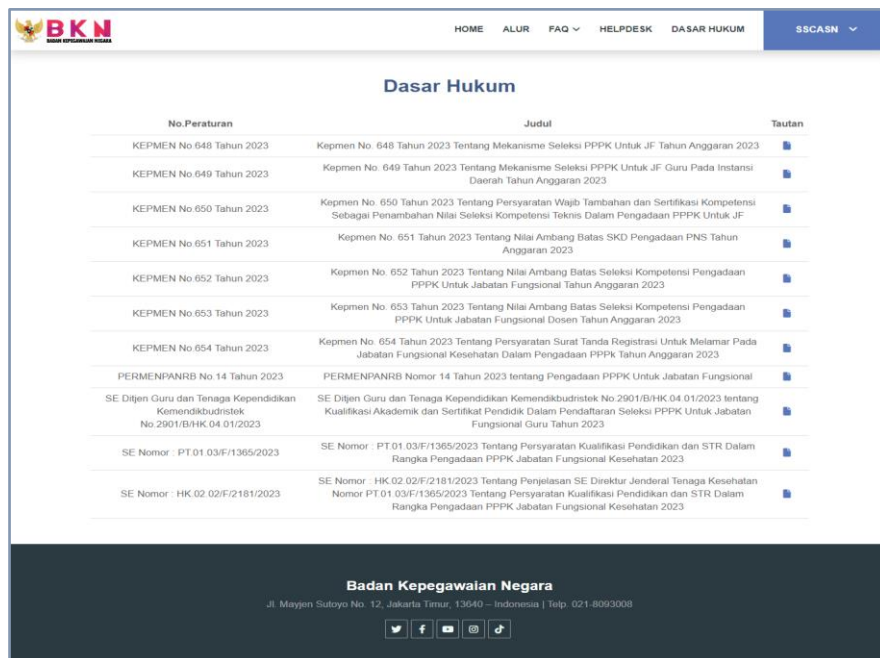 BKN
BADAN KEPEGAWAIAN NEGARA
HOME ALUR FAQ HELPDESK DASAR HUKUM SSCASN
Dasar Hukum
No.Peraturan Judul Tautan
KEPMEN No.648 Tahun 2023 Kepmen No. 648 Tahun 2023 Tentang Mekanisme Seleksi PPPK Untuk JF Tahun Anggaran 2023
KEPMEN No.649 Tahun 2023 Kepmen No. 649 Tahun 2023 Tentang Mekanisme Seleksi PPPK Untuk JF Guru Pada Instansi
Daerah Tahun Anggaran 2023
KEPMEN No.650 Tahun 2023 Kepmen No. 650 Tahun 2023 Tentang Persyaratan Wajib Tambahan dan Sertifikasi Kompetensi
Sebagai Penambahan Nilai Seleksi Kompetensi Teknis Dalam Pengadaan PPPK Untuk JF
KEPMEN No.651 Tahun 2023 Kepmen No. 651 Tahun 2023 Tentang Nilai Ambang Batas SKD Pengadaan PNS Tahun
Anggaran 2023
KEPMEN No.652 Tahun 2023 Kepmen No. 652 Tahun 2023 Tentang Nilai Ambang Batas Seleksi Kompetensi Pengadaan
PPPK Untuk Jabatan Fungsional Tahun Anggaran 2023
KEPMEN No.653 Tahun 2023 Kepmen No. 653 Tahun 2023 Tentang Nilai Ambang Batas Seleksi Kompetensi Pengadaan
PPPK Untuk Jabatan Fungsional Dosen Tahun Anggaran 2023
KEPMEN No.654 Tahun 2023 Kepmen No. 654 Tahun 2023 Tentang Persyaratan Surat Tanda Registrasi Untuk Melamar Pada
Jabatan Fungsional Kesehatan Dalam Pengadaan PPPk Tahun Anggaran 2023
PERMENPANRB No.14 Tahun 2023 PERMENPANRB Nomor 14 Tahun 2023 tentang Pengadaan PPPK Untuk Jabatan Fungsional
SE Ditjen Guru dan Tenaga Kependidikan
Kemendikbudristek
No.2901/B/HK.04.01/2023
SE Ditjen Guru dan Tenaga Kependidikan Kemendikbudristek No.2901/B/HK.04.01/2023 tentang
Kualifikasi Akademik dan Sertifikat Pendidik Dalam Pendaftaran Seleksi PPPK Untuk Jabatan
Fungsional Guru Tahun 2023
SE Nomor : PT.01.03/F/1365/2023 SE Nomor : PT.01.03/F/1365/2023 Tentang Persyaratan Kualifikasi Pendidikan dan STR Dalam
Rangka Pengadaan PPPK Jabatan Fungsional Kesehatan 2023
SE Nomor : HK.02.02/F/2181/2023
SE Nomor : HK.02.02/F/2181/2023 Tentang Penjelasan SE Direktur Jenderal Tenaga Kesehatan
Nomor PT.01.03/F/1365/2023 Tentang Persyaratan Kualifikasi Pendidikan dan STR Dalam
Rangka Pengadaan PPPK Jabatan Fungsional Kesehatan 2023
Badan Kepegawaian Negara
Jl. Mayjen Sutoyo No. 12, Jakarta Timur, 13640 – Indonesia | Telp. 021-8093008